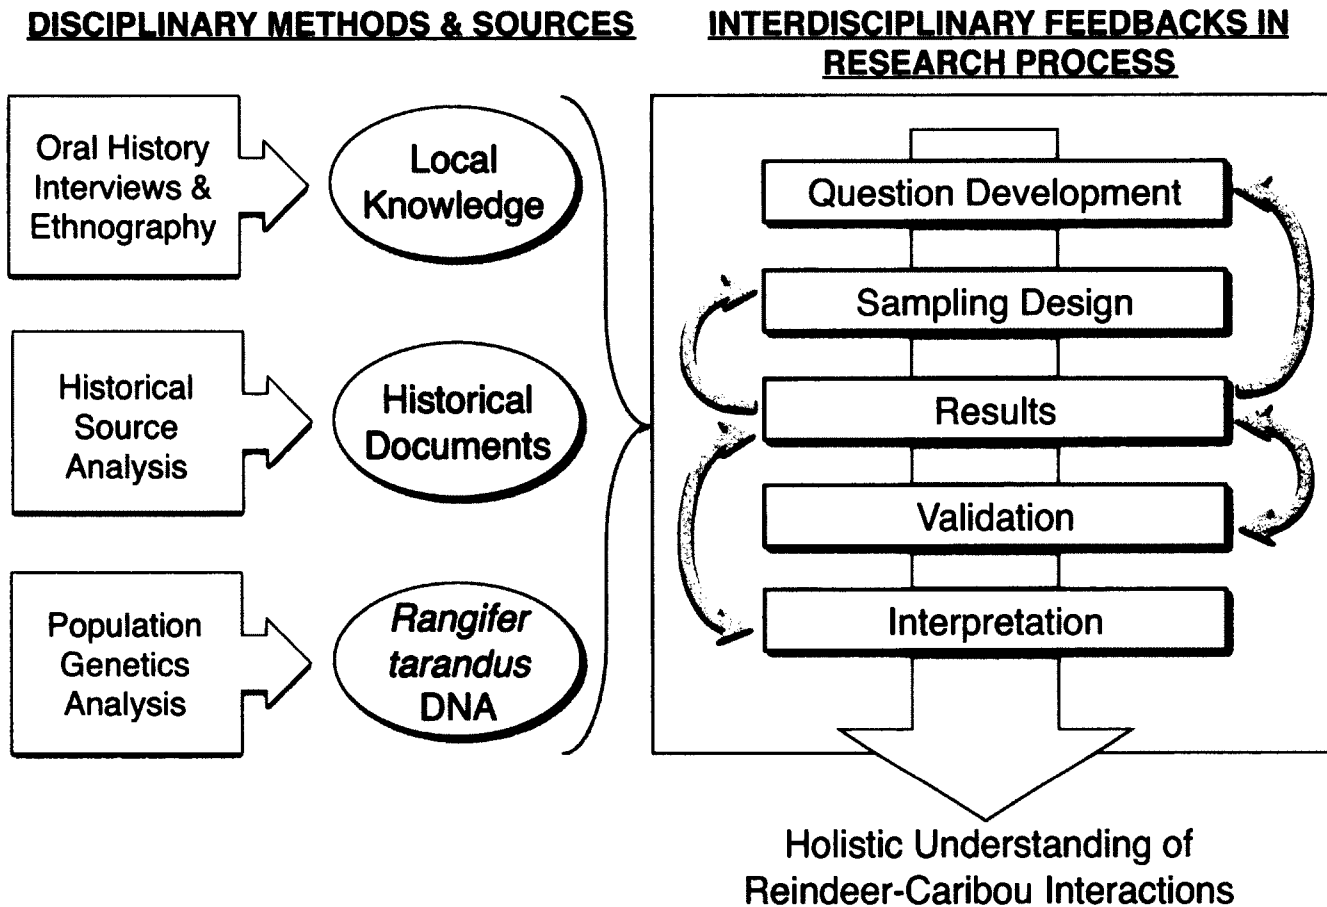 DISCIPLINARY METHODS & SOURCES
Oral History
Interviews &
Ethnography
Local
Knowledge
Historical
Source
Analysis
Historical
Documents
Population
Genetics
Analysis
Rangifer
tarandus
DNA
INTERDISCIPLINARY FEEDBACKS IN
RESEARCH PROCESS
Question Development
Sampling Design
Results
Validation
Interpretation
Holistic Understanding of
Reindeer-Caribou Interactions